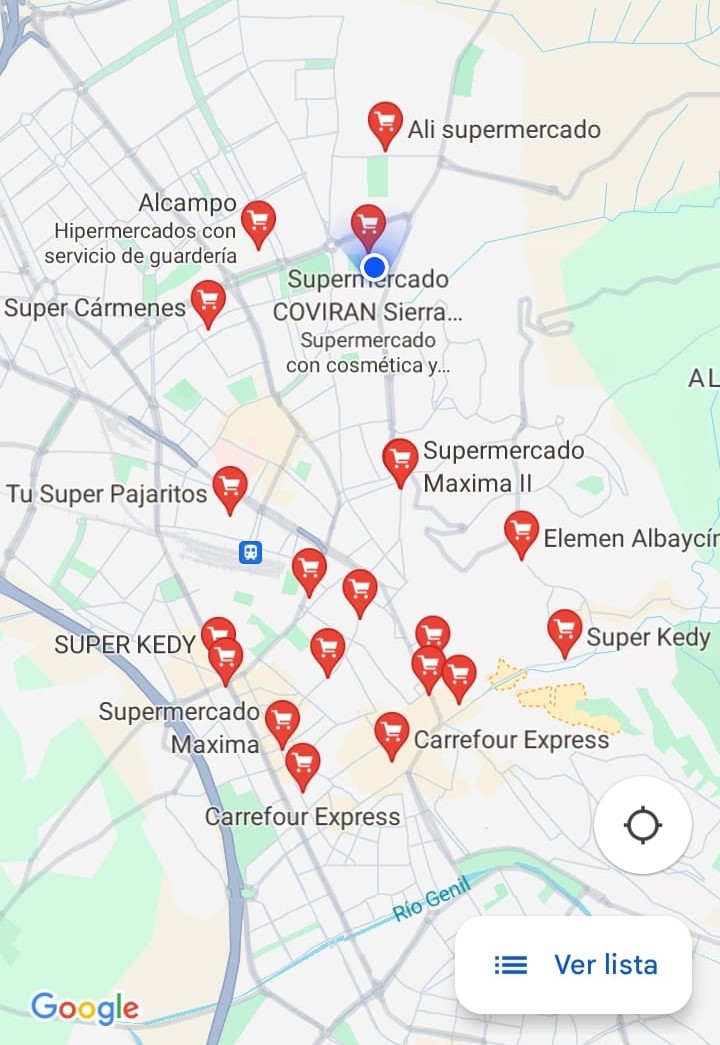 Ali supermercado
Alcampo
Hipermercados con
servicio de guardería
Super Cármenes
Supermercado
COVIRAN Sierra...
Supermercado
con cosmética y...
AL
Supermercado
Maxima II
Tu Super Pajaritos
Elemen Albaycín
SUPER KEDY
Super Kedy
Supermercado
Maxima
Carrefour Express
Carrefour Express
Río Genil
Ver lista
Google